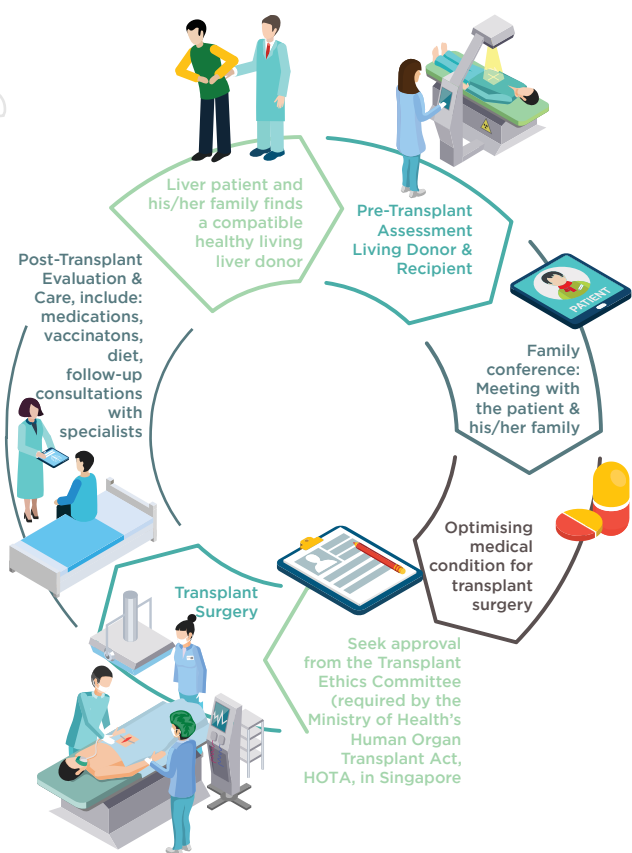 Liver patient and
his/her family finds
a compatible
healthy living
liver donor
Pre-Transplant
Assessment
Living Donor &
Recipient
PATIENT
Family
conference:
Meeting with
the patient &
his/her family
Optimising
medical
condition for
transplant
surgery
Seek approval
from the Transplant
Ethics Committee
(required by the
Ministry of Health's
Human Organ
Transplant Act,
HOTA, in Singapore
Transplant
Surgery
Post-Transplant
Evaluation &
Care, include:
medications,
vaccinatons,
diet,
follow-up
consultations
with
specialists